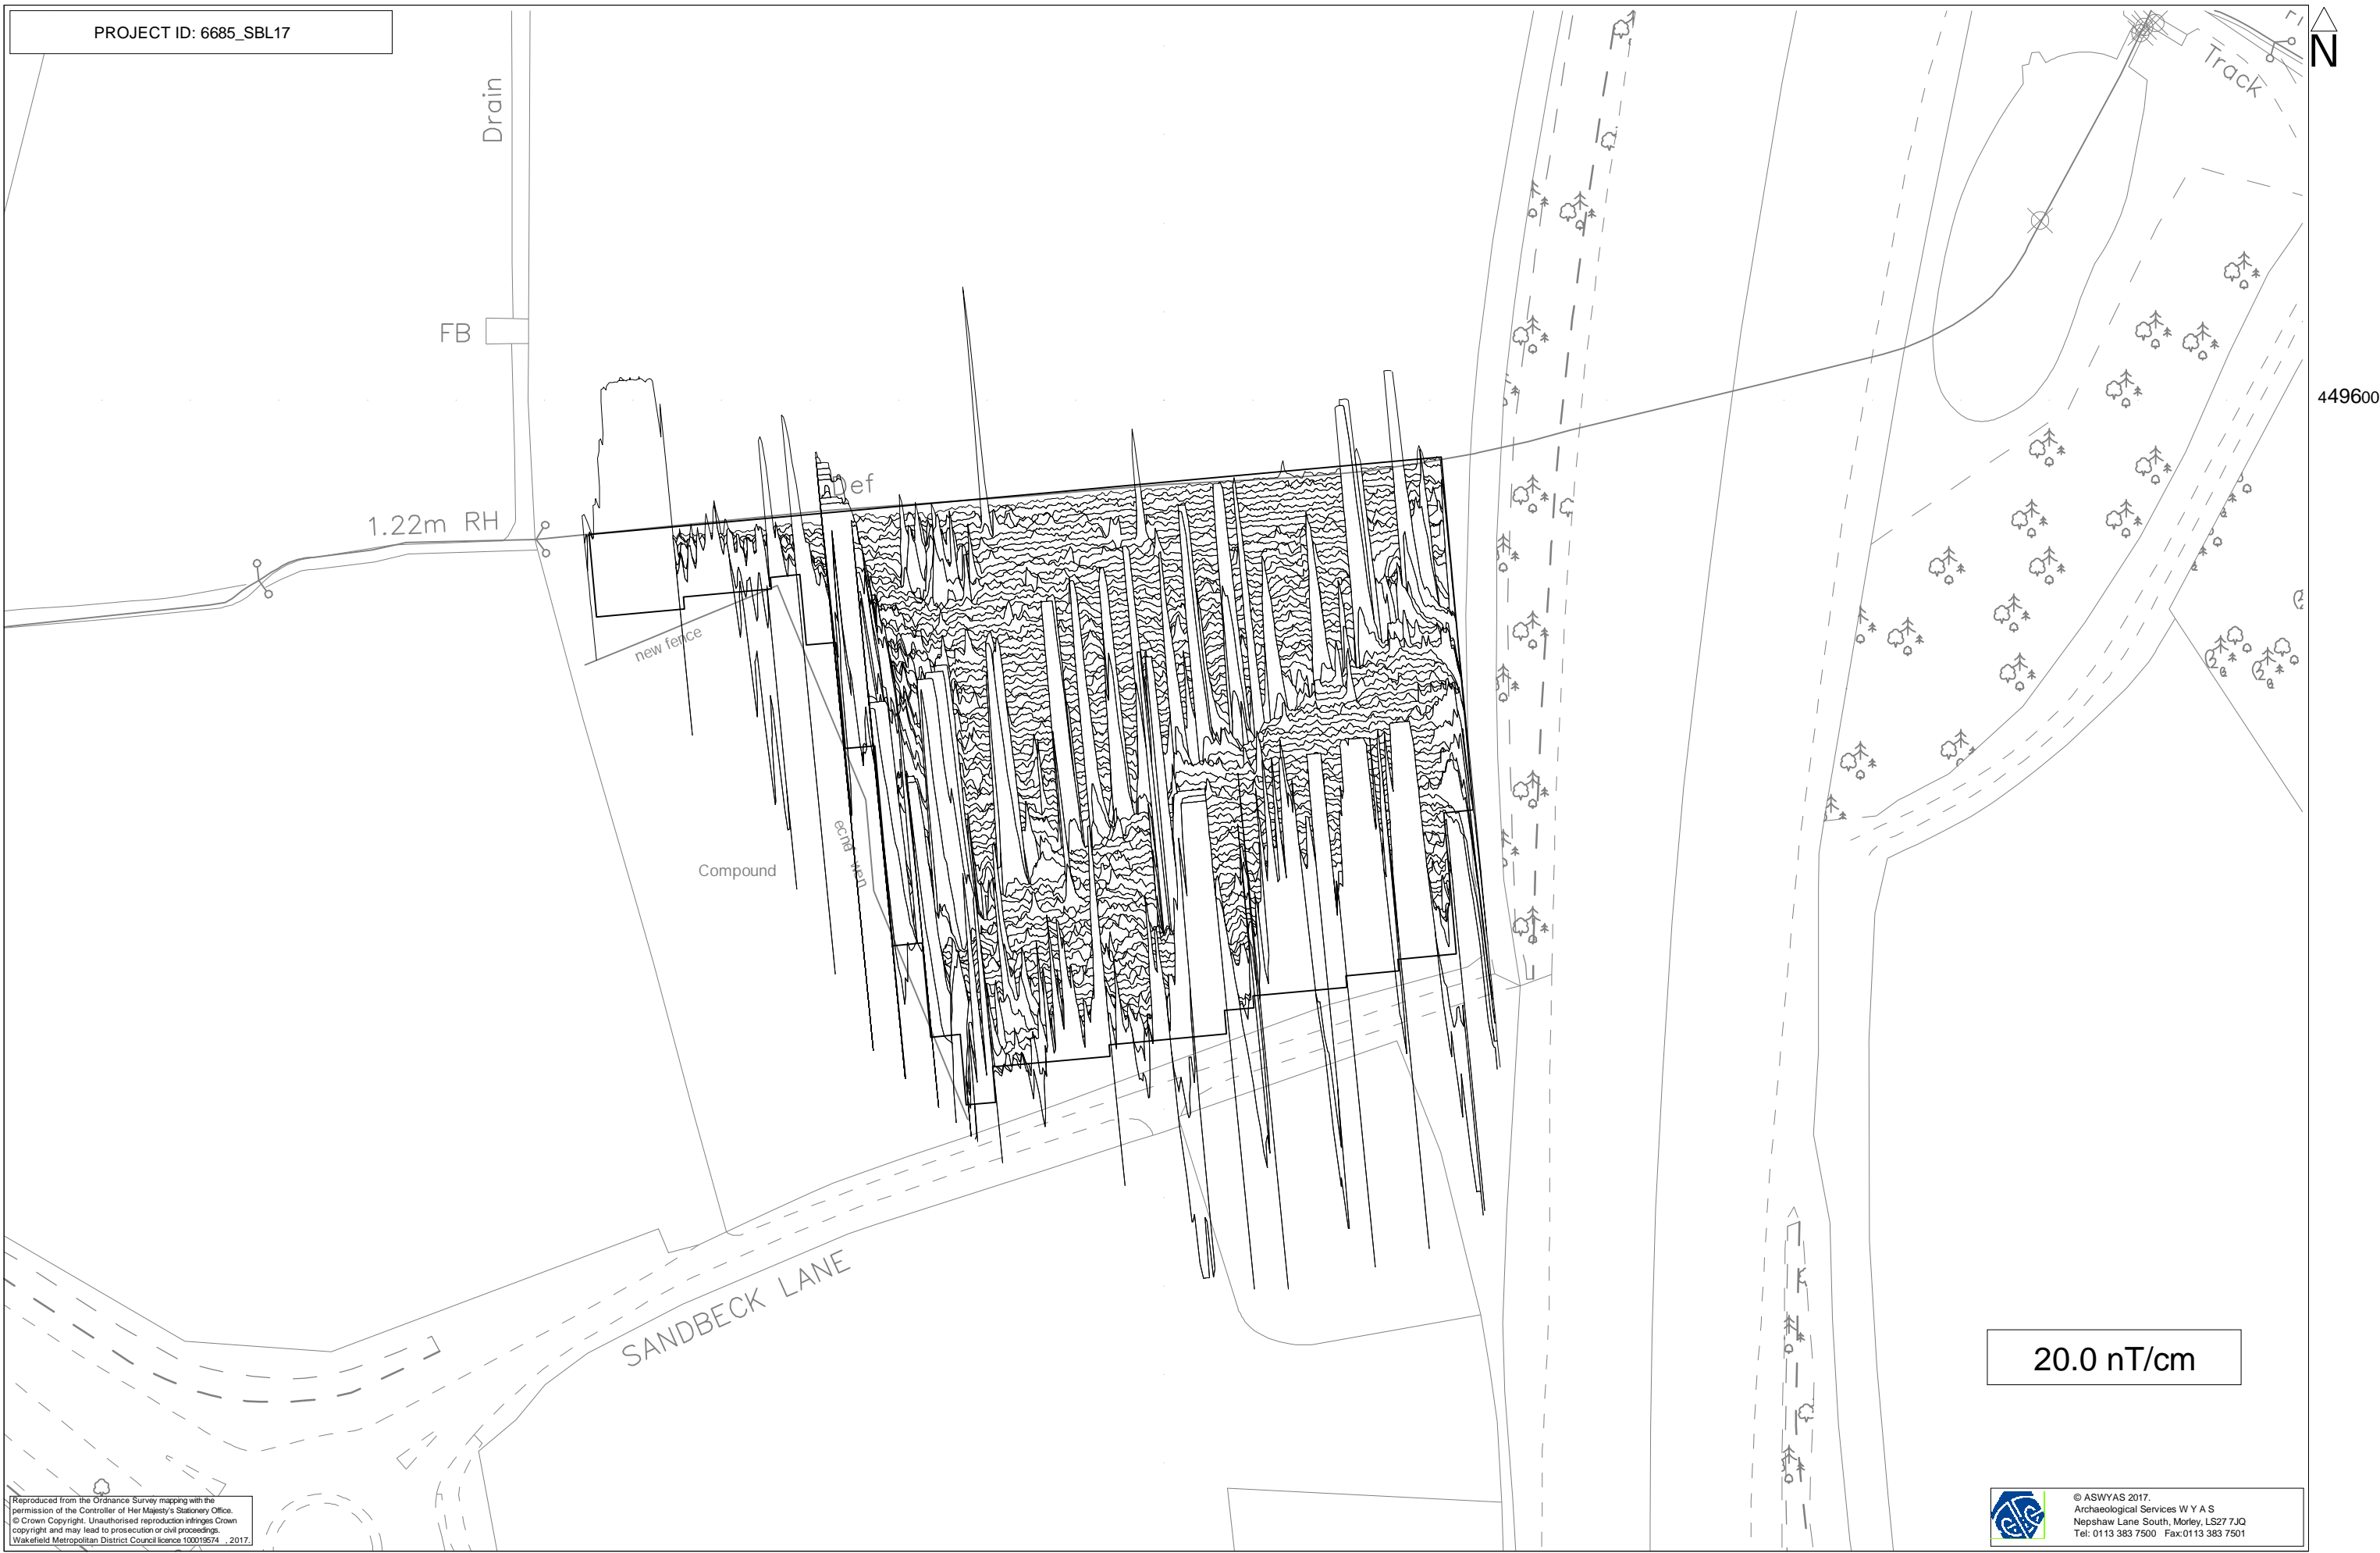 PROJECT ID: 6685_SBL17
N
Track
Drain
FB
449600
Def
1.22m RH
new fence
new fence
Compound
SANDBECK LANE
20.0 nT/cm
Reproduced from the Ordnance Survey mapping with the
permission of the Controller of Her Majesty's Stationery Office.
© Crown Copyright. Unauthorised reproduction infringes Crown
copyright and may lead to prosecution or civil proceedings.
Wakefield Metropolitan District Council licence 100019574 , 2017.
© ASWYAS 2017.
Archaeological Services W Y A S
Nepshaw Lane South, Morley, LS27 7JQ
Tel: 0113 383 7500 Fax:0113 383 7501